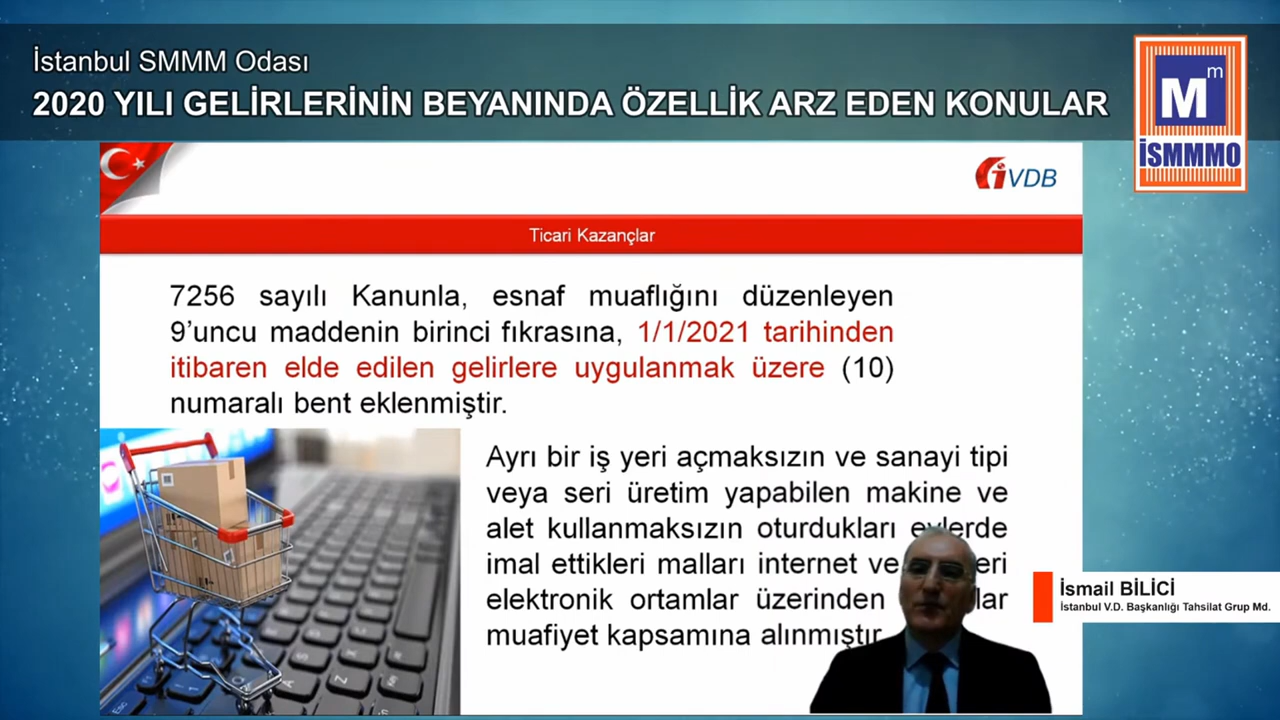 İstanbul SMMM Odası
2020 YILI GELİRLERİNİN BEYANINDA ÖZELLİK ARZ EDEN KONULAR
Mm
İSMMMO
VDB
Ticari Kazançlar
7256 sayılı Kanunla, esnaf muaflığını düzenleyen
9’uncu maddenin birinci fıkrasına, 1/1/2021 tarihinden
itibaren elde edilen gelirlere uygulanmak üzere (10)
numaralı bent eklenmiştir.
Ayrı bir iş yeri açmaksızın ve sanayi tipi
veya seri üretim yapabilen makine ve
alet kullanmaksızın oturdukları evlerde
imal ettikleri malları internet ve
elektronik ortamlar üzerinden
muafiyet kapsamına alınmıştır
İsmail BİLİCİ
İstanbul V.D. Başkanlığı Tahsilat Grup Md.